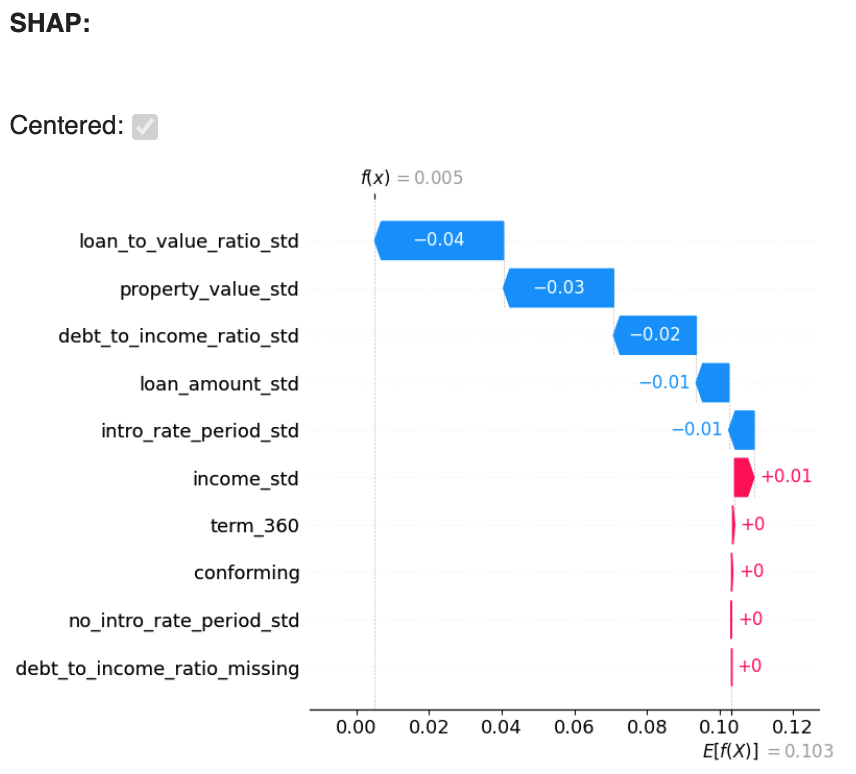 SHAP:
Centered:
f(x) = 0.005
loan_to_value_ratio_std −0.04
property_value_std −0.03
debt_to_income_ratio_std −0.02
loan_amount_std −0.01
intro_rate_period_std −0.01
income_std +0.01
term_360 +0
conforming +0
no_intro_rate_period_std +0
debt_to_income_ratio_missing +0
0.00 0.02 0.04 0.06 0.08 0.10 0.12
E[f(X)] = 0.103